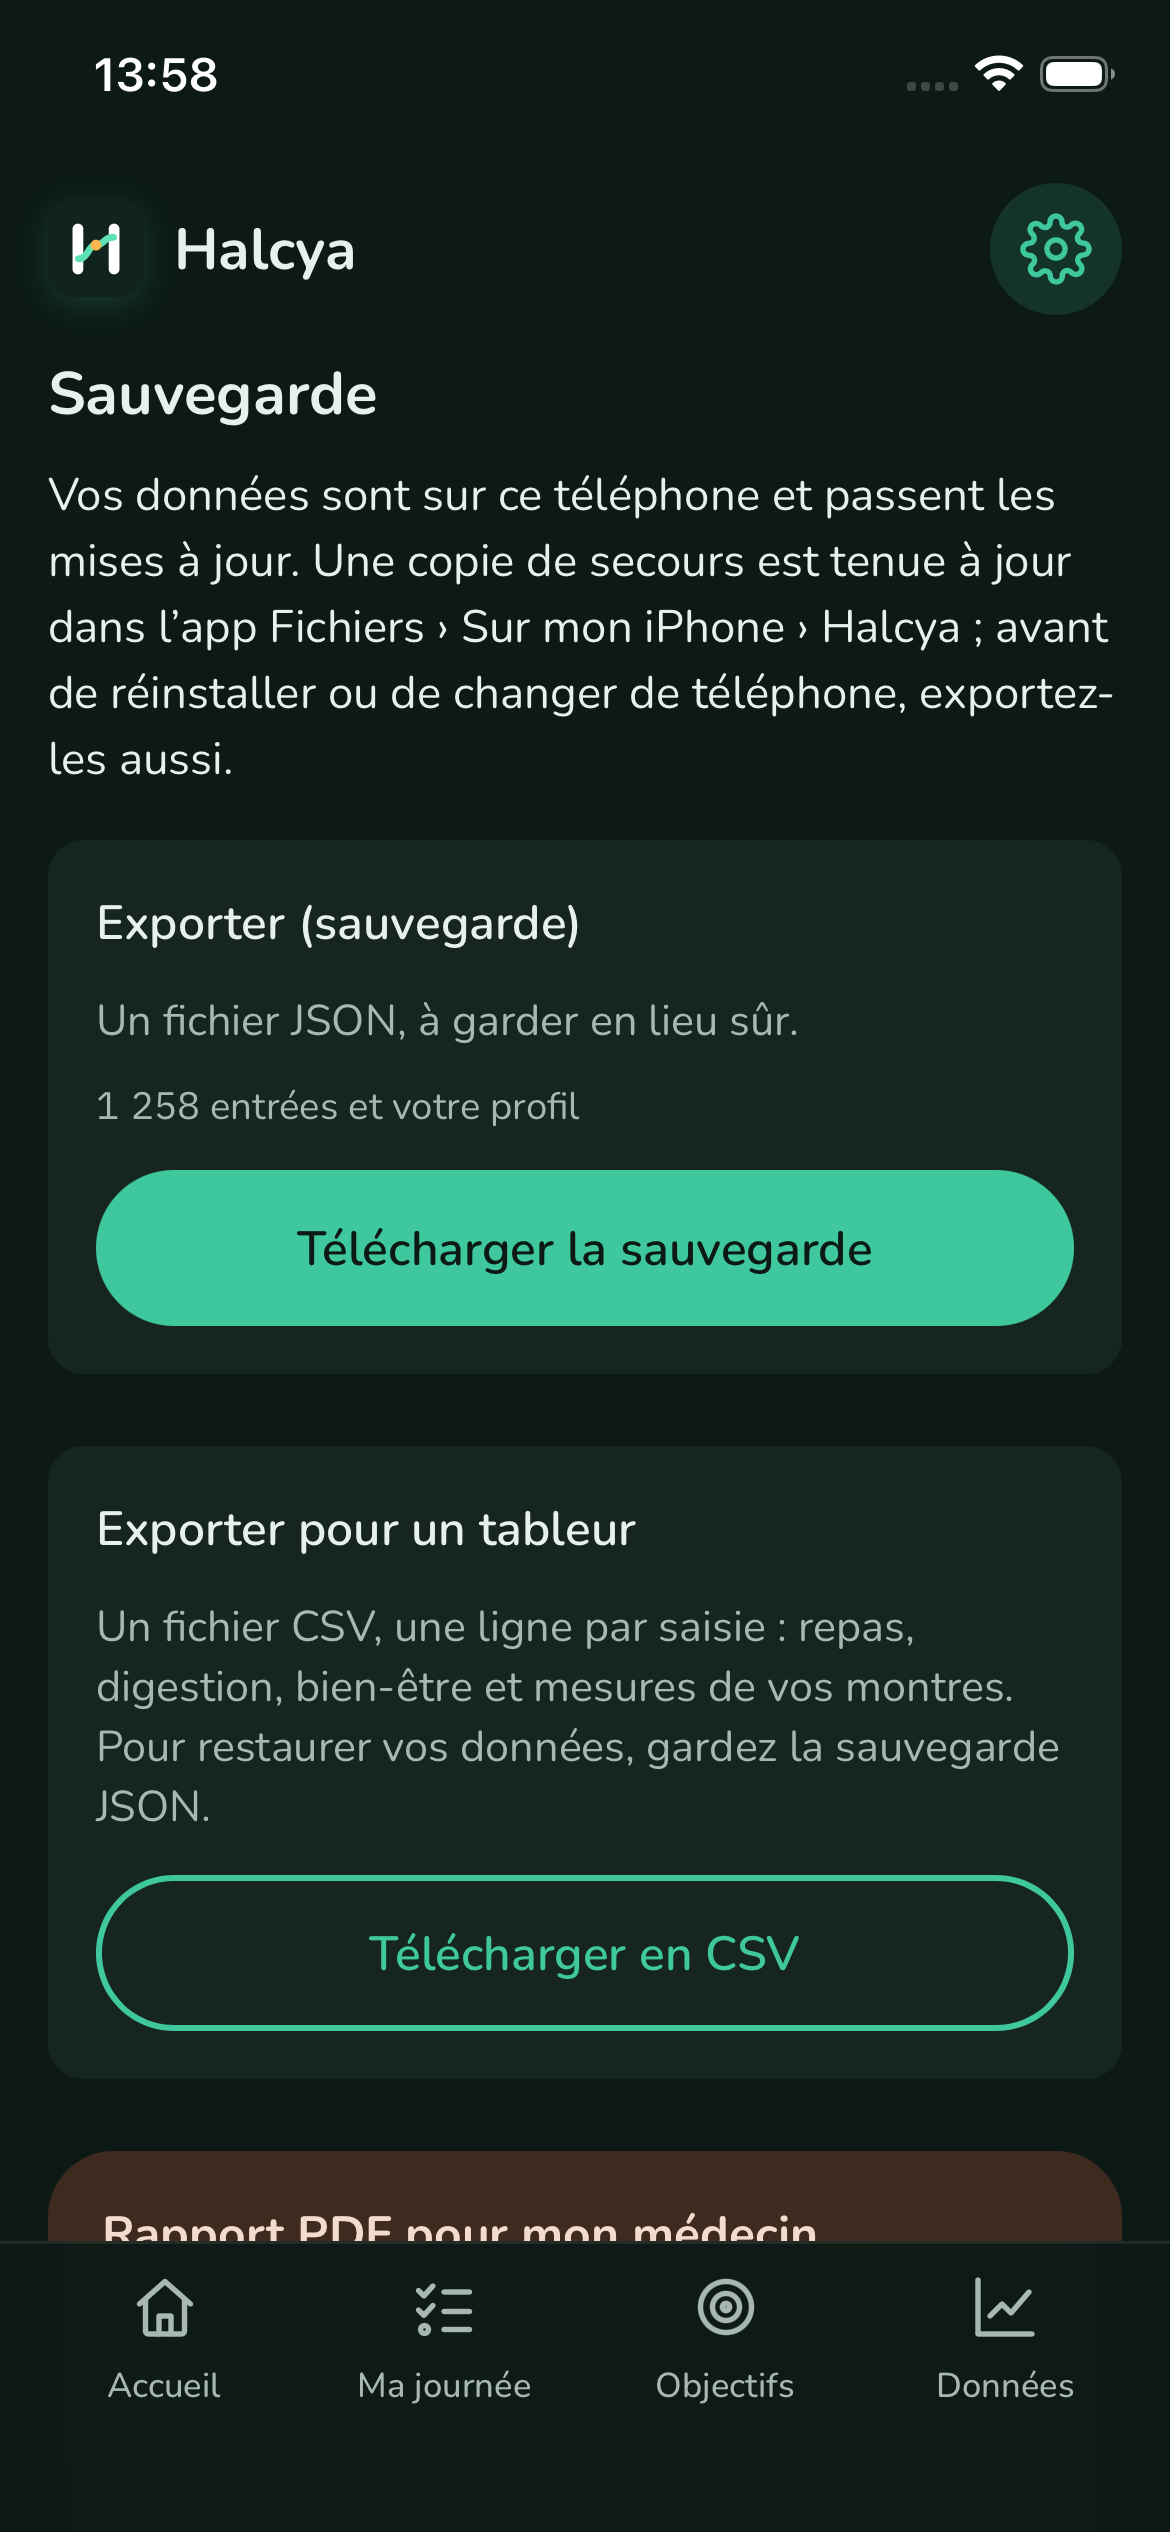 13:58
Halcya
Sauvegarde
Vos données sont sur ce téléphone et passent les
mises à jour. Une copie de secours est tenue à jour
dans l’app Fichiers › Sur mon iPhone › Halcya ; avant
de réinstaller ou de changer de téléphone, exportez-
les aussi.
Exporter (sauvegarde)
Un fichier JSON, à garder en lieu sûr.
1 258 entrées et votre profil
Télécharger la sauvegarde
Exporter pour un tableur
Un fichier CSV, une ligne par saisie : repas,
digestion, bien-être et mesures de vos montres.
Pour restaurer vos données, gardez la sauvegarde
JSON.
Télécharger en CSV
Rapport PDF pour mon médecin
Accueil
Ma journée
Objectifs
Données